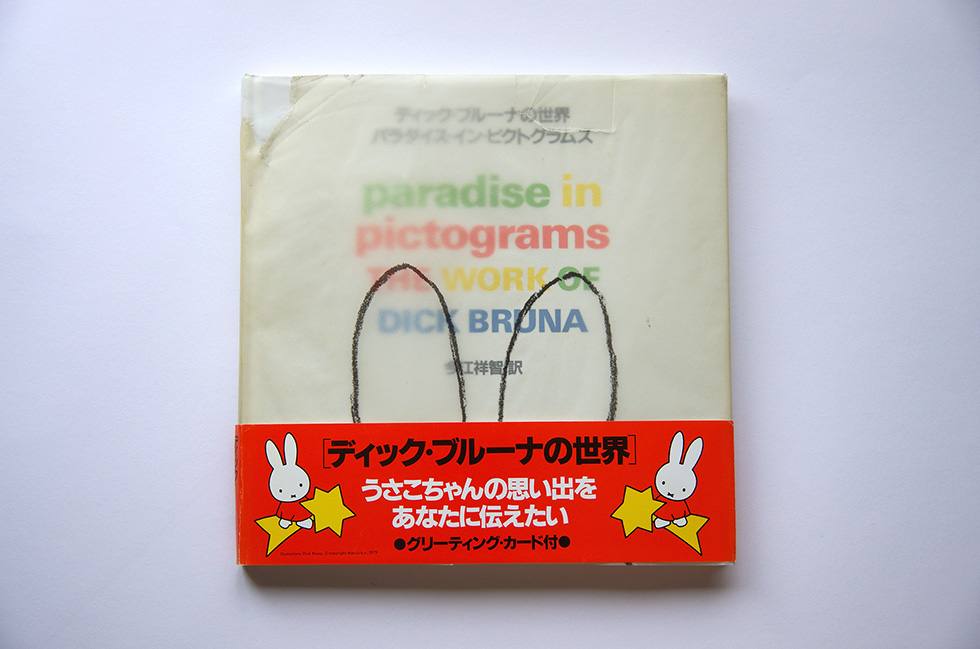 ディック・ブルーナの世界
パラダイス・イン・ピクトグラムズ
paradise in
pictograms
THE WORK OF
DICK BRUNA
今江祥智 訳
[ディック・ブルーナの世界]
うさこちゃんの思い出を
あなたに伝えたい
●グリーティング・カード付●